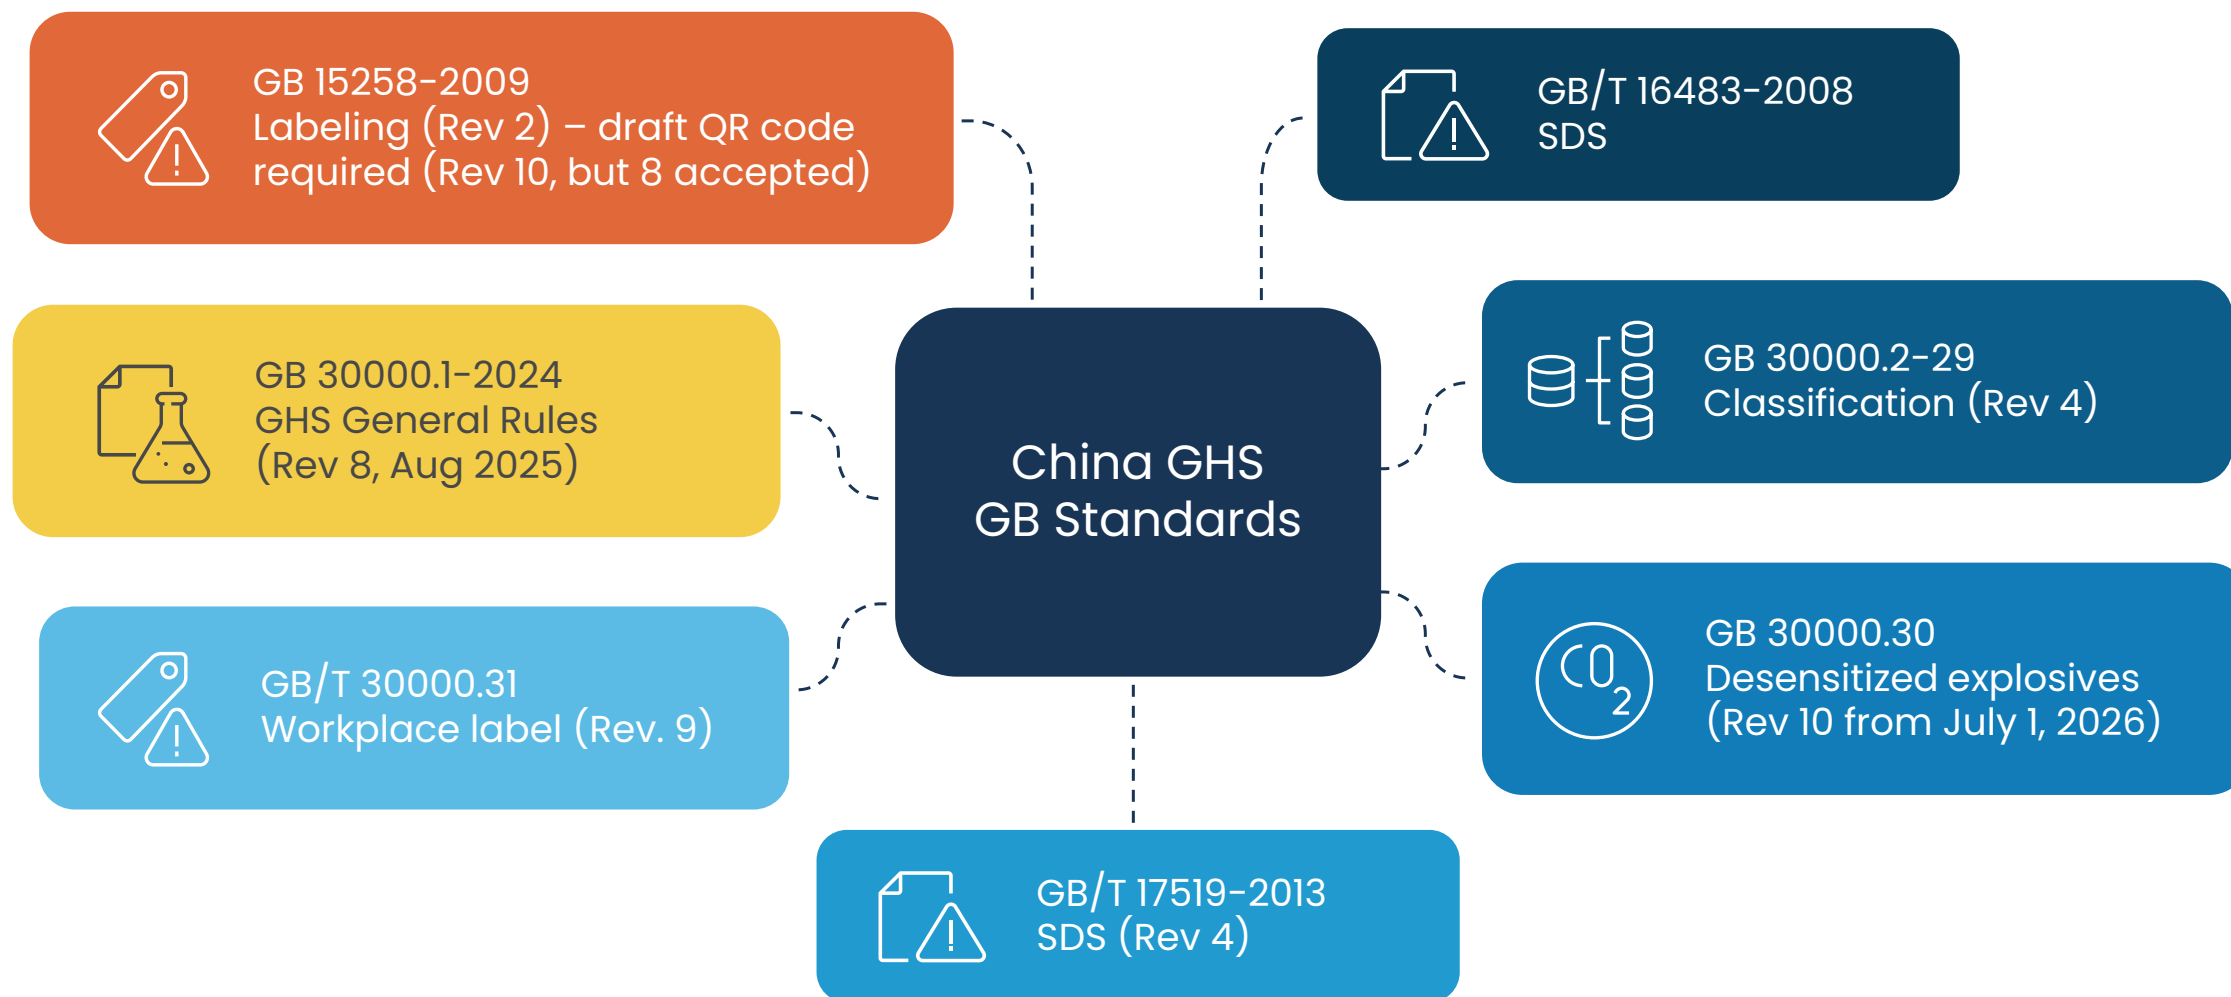 GB 15258-2009
Labeling (Rev 2) – draft QR code
required (Rev 10, but 8 accepted)
GB/T 16483-2008
SDS
GB 30000.1-2024
GHS General Rules
(Rev 8, Aug 2025)
China GHS
GB Standards
GB 30000.2-29
Classification (Rev 4)
GB/T 30000.31
Workplace label (Rev. 9)
CO2
GB 30000.30
Desensitized explosives
(Rev 10 from July 1, 2026)
GB/T 17519-2013
SDS (Rev 4)